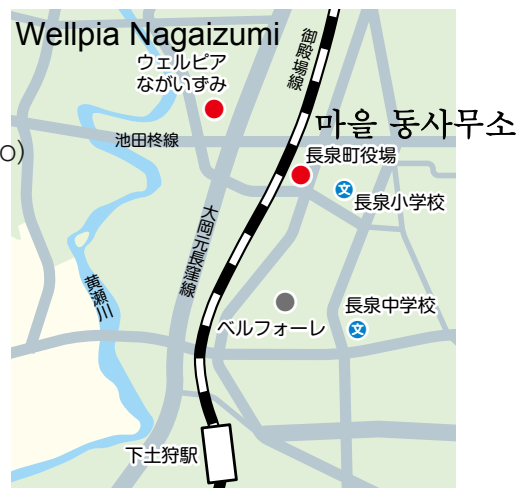 Wellpia Nagaizumi
ウェルピア
ながいずみ
御殿場線
마을 동사무소
池田柊線
o)
長泉町役場
文
長泉小学校
大岡元長窪線
黄瀬川
ベルフォーレ
長泉中学校
文
下土狩駅